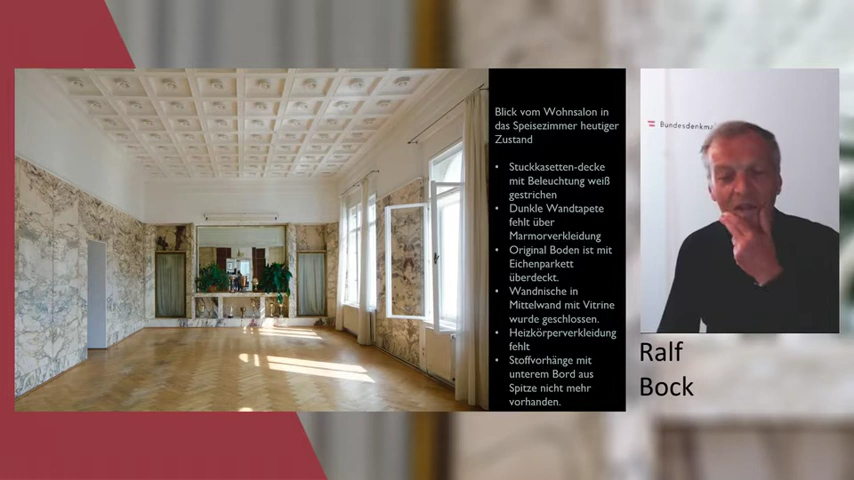 Blick vom Wohnsalon in
das Speisezimmer heutiger
Zustand
• Stuckkasetten-decke
mit Beleuchtung weiß
gestrichen
• Dunkle Wandtapete
fehlt über
Marmorverkleidung
• Original Boden ist mit
Eichenparkett
überdeckt.
• Wandnische in
Mittelwand mit Vitrine
wurde geschlossen.
• Heizkörperverkleidung
fehlt
• Stoffvorhänge mit
unterem Bord aus
Spitze nicht mehr
vorhanden.
Bundesdenkma
Ralf
Bock